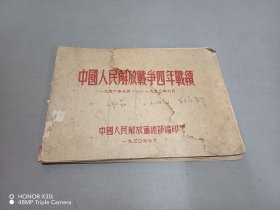 中國人民解放戰爭四年戰績
(一九四六年七月——一九五〇年六月)
中國人民解放軍總部編印
一九五〇年七月
HONOR X30
48MP Triple Camera